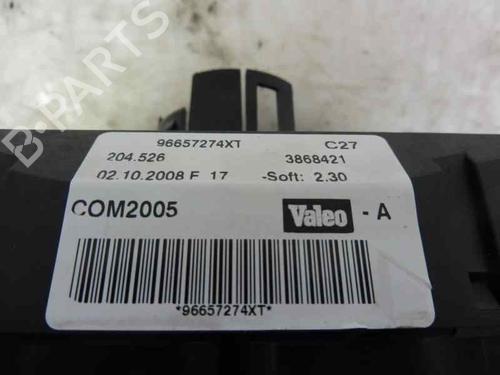 B-PARTS
96657274XT C27
204.526 3868421
02.10.2008 F 17 -Soft: 2.30
COM2005 Valeo - A
*96657274XT*